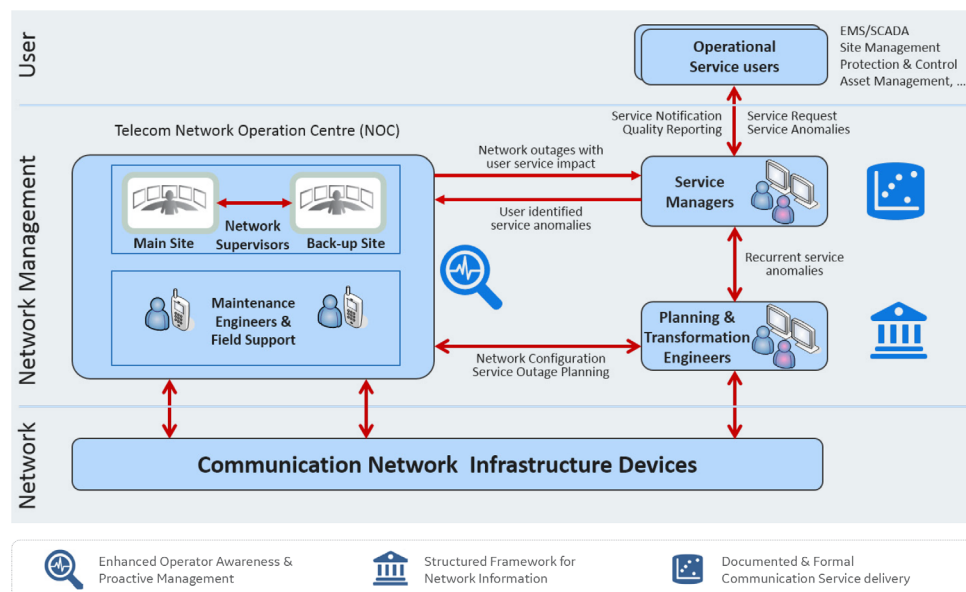 User
Operational
Service users
EMS/SCADA
Site Management
Protection & Control
Asset Management, ...
Service Notification
Quality Reporting
Service Request
Service Anomalies
Network Management
Telecom Network Operation Centre (NOC)
Main Site
Network
Supervisors
Back-up Site
Maintenance
Engineers &
Field Support
Network outages with
user service impact
User identified
service anomalies
Service
Managers
Recurrent service
anomalies
Planning &
Transformation
Engineers
Network Configuration
Service Outage Planning
Network
Communication Network Infrastructure Devices
Enhanced Operator Awareness &
Proactive Management
Structured Framework for
Network Information
Documented & Formal
Communication Service delivery